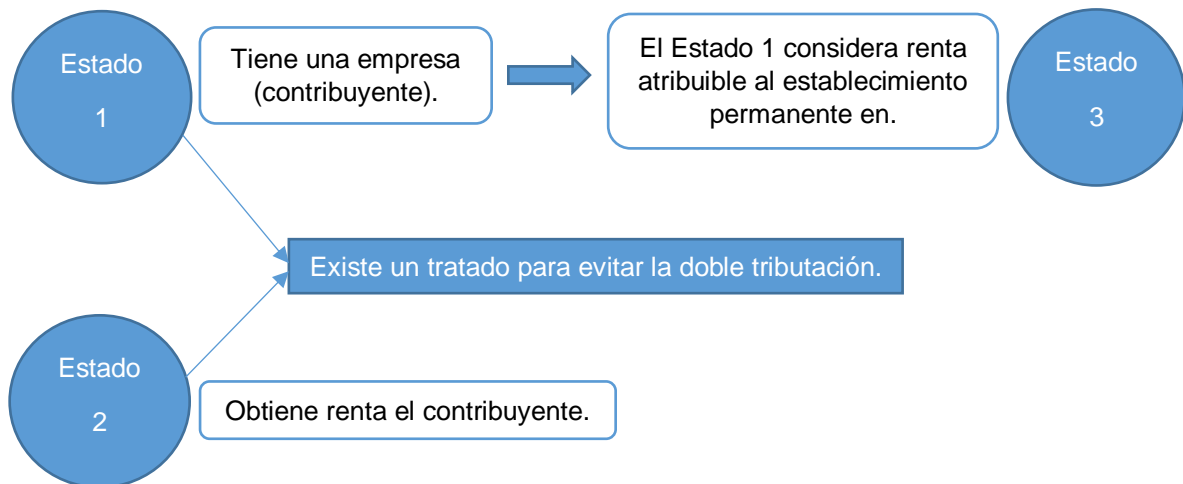 Estado
1
Tiene una empresa
(contribuyente).
El Estado 1 considera renta
atribuible al establecimiento
permanente en.
Estado
3
Existe un tratado para evitar la doble tributación.
Estado
2
Obtiene renta el contribuyente.